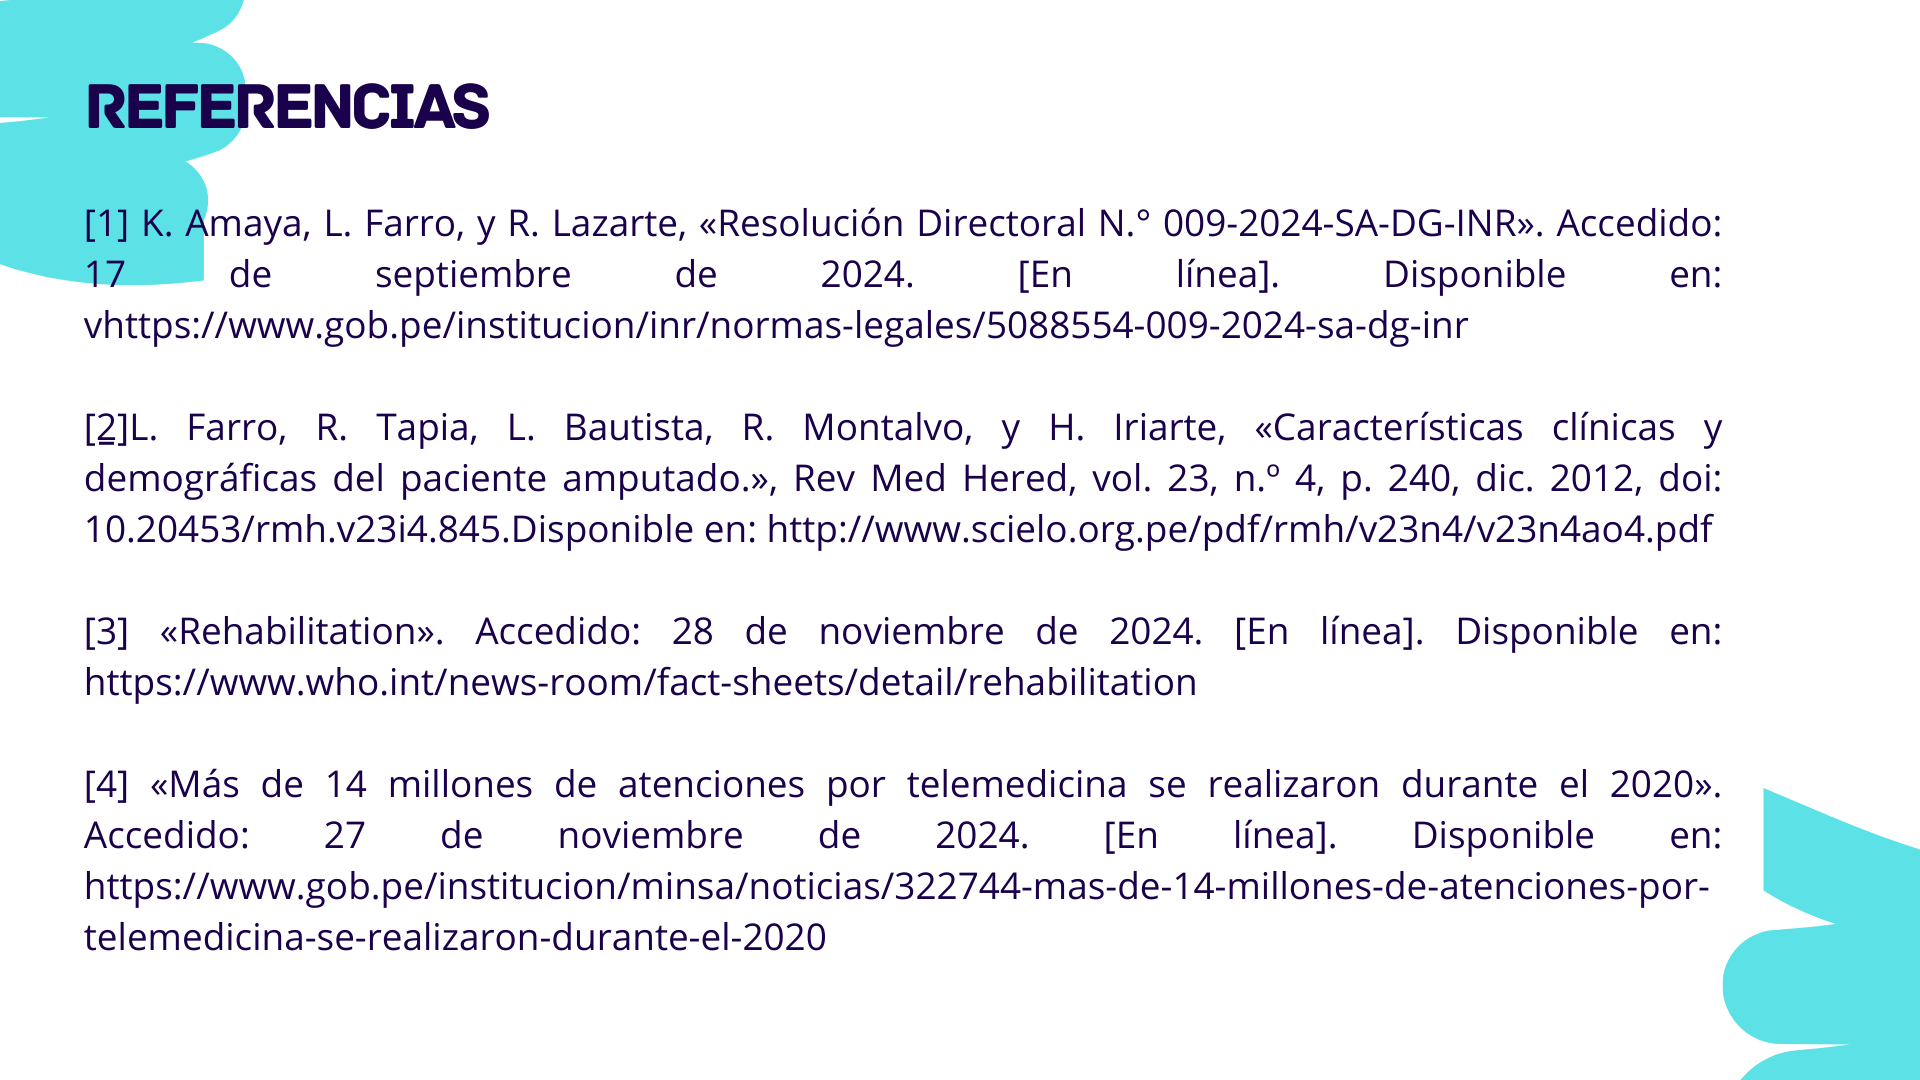 REFERENCIAS
[1] K. Amaya, L. Farro, y R. Lazarte, «Resolución Directoral N.° 009-2024-SA-DG-INR». Accedido:
17 de septiembre de 2024. [En línea]. Disponible en:
vhttps://www.gob.pe/institucion/inr/normas-legales/5088554-009-2024-sa-dg-inr
[2]L. Farro, R. Tapia, L. Bautista, R. Montalvo, y H. Iriarte, «Características clínicas y
demográficas del paciente amputado.», Rev Med Hered, vol. 23, n.º 4, p. 240, dic. 2012, doi:
10.20453/rmh.v23i4.845.Disponible en: http://www.scielo.org.pe/pdf/rmh/v23n4/v23n4ao4.pdf
[3] «Rehabilitation». Accedido: 28 de noviembre de 2024. [En línea]. Disponible en:
https://www.who.int/news-room/fact-sheets/detail/rehabilitation
[4] «Más de 14 millones de atenciones por telemedicina se realizaron durante el 2020».
Accedido: 27 de noviembre de 2024. [En línea]. Disponible en:
https://www.gob.pe/institucion/minsa/noticias/322744-mas-de-14-millones-de-atenciones-por-
telemedicina-se-realizaron-durante-el-2020